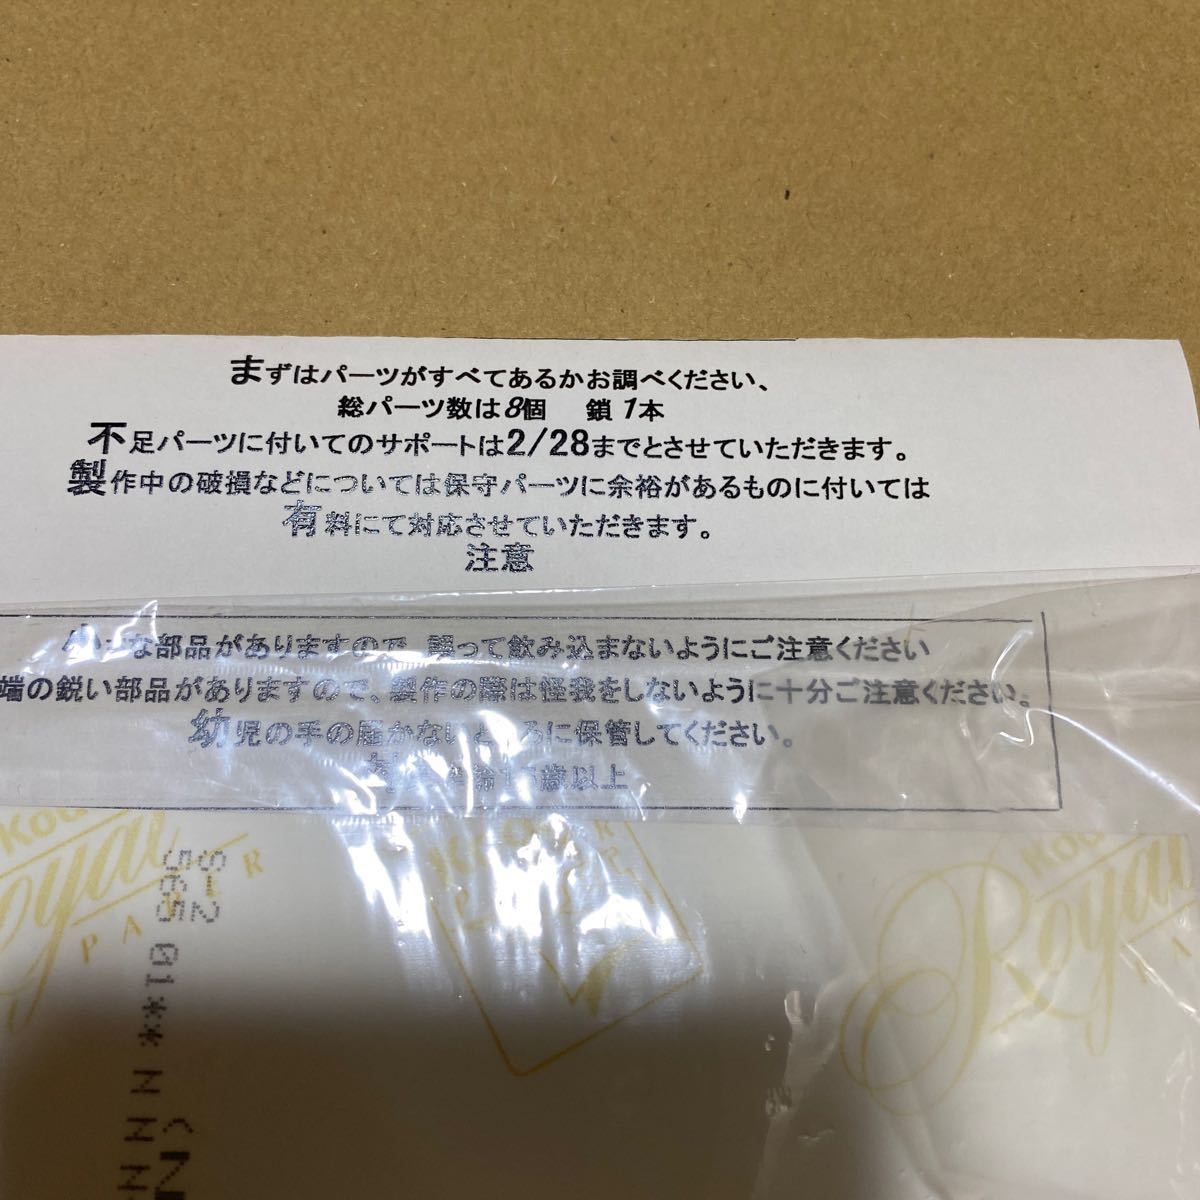 まずはパーツがすべてあるかお調べください、
総パーツ数は8個　鎖1本
不足パーツに付いてのサポートは2/28までとさせていただきます。
製作中の破損などについては保守パーツに余裕があるものに付いては
有料にて対応させていただきます。
注意
小さな部品がありますので、誤って飲み込まないようにご注意ください
端の鋭い部品がありますので、製作の際は怪我をしないように十分ご注意ください。
幼児の手の届かないところに保管してください。
歳以上
Royal
PAPER
Royal
S-2
565 01** N